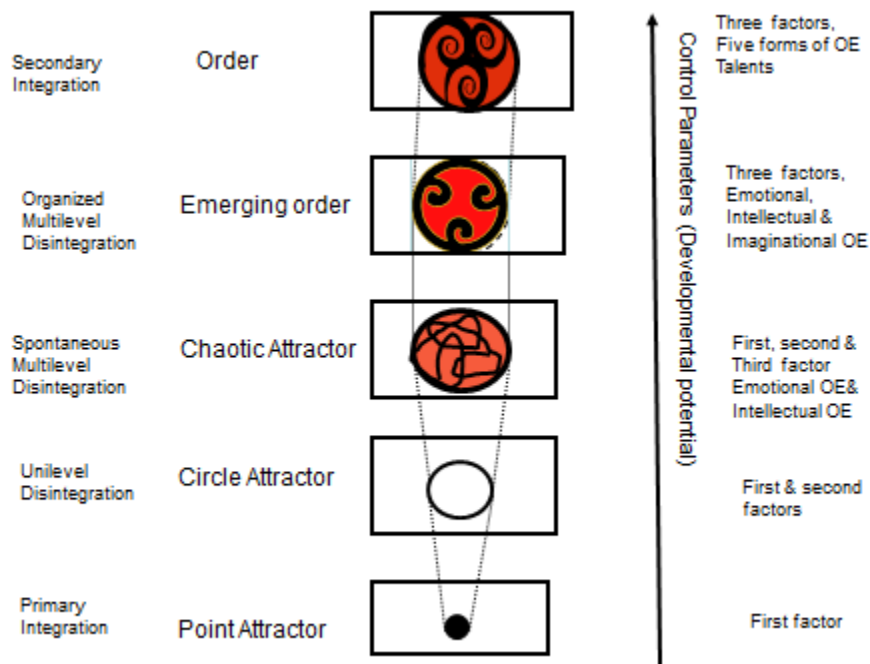 Secondary
Integration
Order
Three factors,
Five forms of OE
Talents
Organized
Multilevel
Disintegration
Emerging order
Three factors,
Emotional,
Intellectual &
Imaginational OE
Spontaneous
Multilevel
Disintegration
Chaotic Attractor
First, second &
Third factor
Emotional OE&
Intellectual OE
Unilevel
Disintegration
Circle Attractor
First & second
factors
Primary
Integration
Point Attractor
First factor
Control Parameters (Developmental potential)